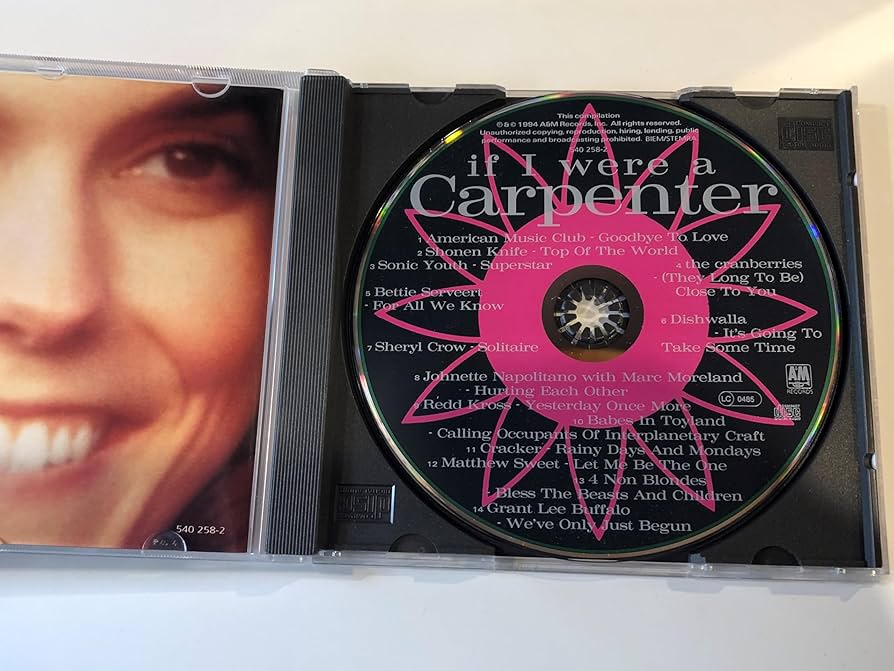 This compilation
℗ & © 1994 A&M Records, Inc. All rights reserved.
Unauthorized copying, reproduction, hiring, lending, public
performance and broadcasting prohibited. BIEM/STEMRA
540 258-2
if I were a
Carpenter
1 American Music Club - Goodbye To Love
2 Shonen Knife - Top Of The World
3 Sonic Youth - Superstar
4 the cranberries
- (They Long To Be)
Close To You
5 Bettie Serveert
- For All We Know
6 Dishwalla
- It's Going To
Take Some Time
7 Sheryl Crow - Solitaire
8 Johnette Napolitano with Marc Moreland
- Hurting Each Other
9 Redd Kross - Yesterday Once More
10 Babes In Toyland
- Calling Occupants Of Interplanetary Craft
11 Cracker - Rainy Days And Mondays
12 Matthew Sweet - Let Me Be The One
13 4 Non Blondes
- Bless The Beasts And Children
14 Grant Lee Buffalo
- We've Only Just Begun
A&M
RECORDS
LC 0485
COMPACT
disc
540 258-2